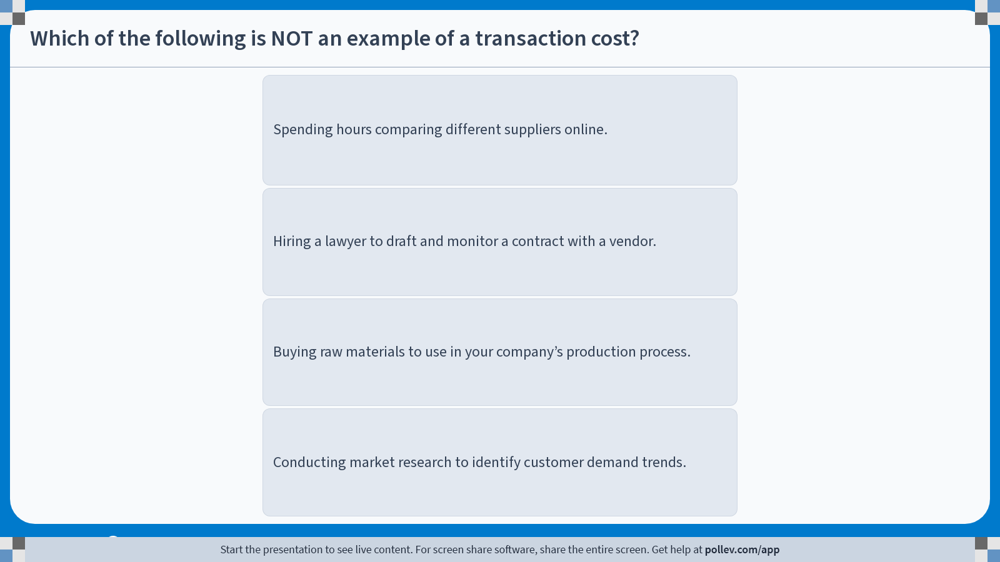 Which of the following is NOT an example of a transaction cost?
Spending hours comparing different suppliers online.
Hiring a lawyer to draft and monitor a contract with a vendor.
Buying raw materials to use in your company’s production process.
Conducting market research to identify customer demand trends.
Start the presentation to see live content. For screen share software, share the entire screen. Get help at pollev.com/app